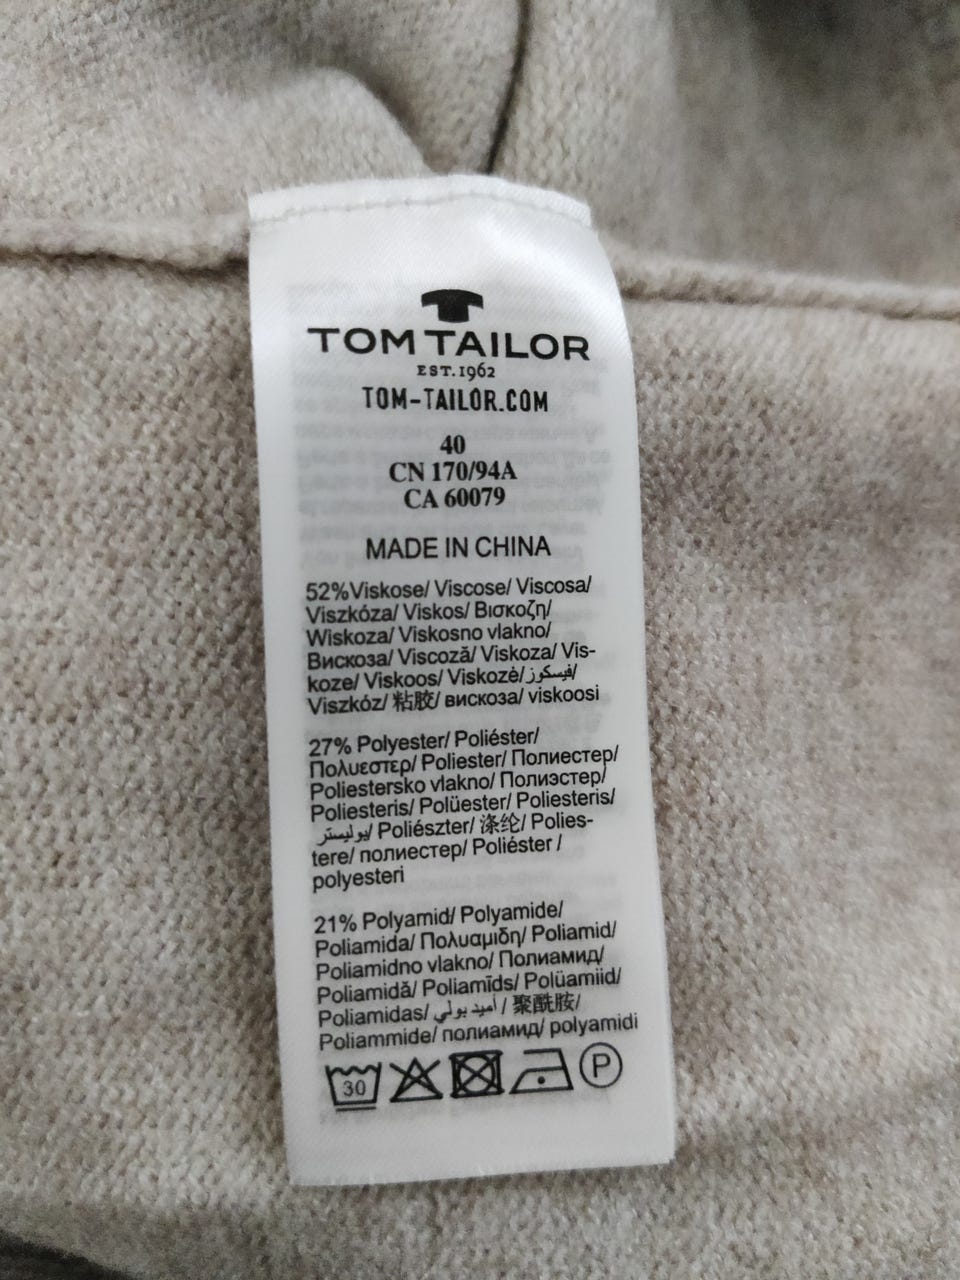 TOM TAILOR
EST.1962
TOM-TAILOR.COM
40
CN 170/94A
CA 60079
MADE IN CHINA
52%Viskose/ Viscose/ Viscosa/
Viszkóza/ Viskos/ Βισκοζη/
Wiskoza/ Viskosno vlakno/
Вискоза/ Viscoză/ Viskoza/ Vis-
koze/ Viskoos/ Viskozė/فيسكوز/
Viszkóz/ 粘胶/ вискоза/ viskoosi
27% Polyester/ Poliéster/
Πολυεστερ/ Poliester/ Полиестер/
Poliestersko vlakno/ Полиэстер/
Poliesteris/ Polüester/ Poliesteris/
بوليستر/ Poliészter/ 涤纶/ Polies-
tere/ полиестер/ Poliéster /
polyesteri
21% Polyamid/ Polyamide/
Poliamida/ Πολυαμιδη/ Poliamid/
Poliamidno vlakno/ Полиамид/
Poliamidă/ Poliamīds/ Polüamiid/
Poliamidas/ أميد بولي / 聚酰胺/
Poliammide/ полиамид/ polyamidi
30 P